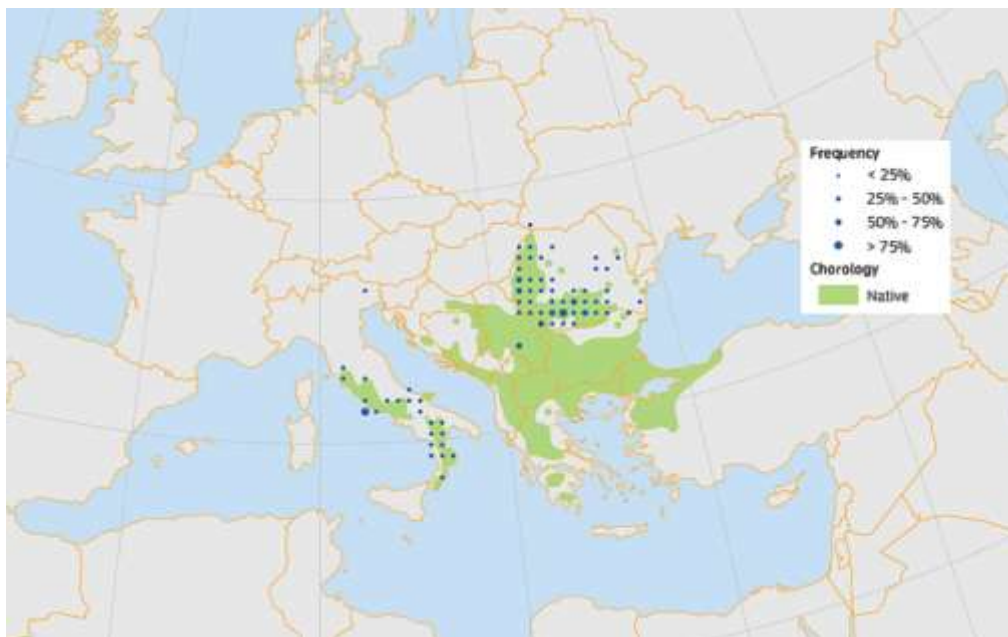 Frequency
< 25%
25% - 50%
50% - 75%
> 75%
Chorology
Native